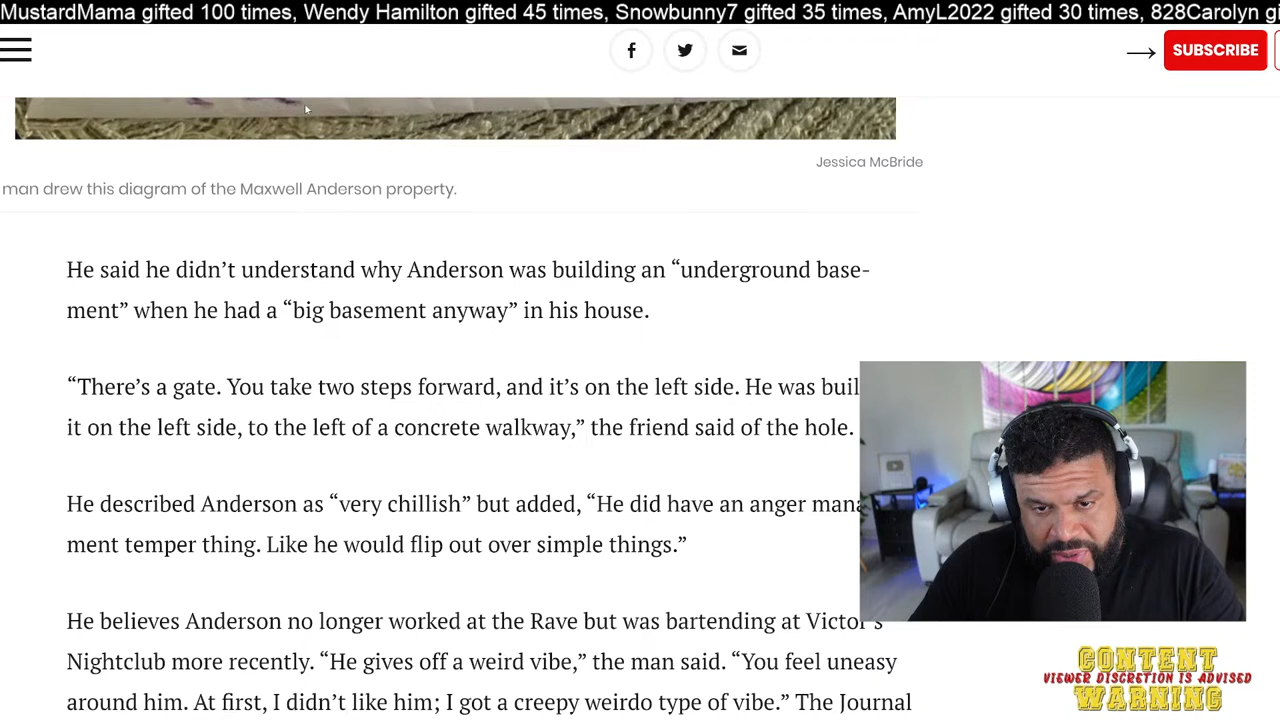 MustardMama gifted 100 times, Wendy Hamilton gifted 45 times, Snowbunny7 gifted 35 times, AmyL2022 gifted 30 times, 828Carolyn gi
SUBSCRIBE
Jessica McBride
man drew this diagram of the Maxwell Anderson property.
He said he didn’t understand why Anderson was building an “underground base-
ment” when he had a “big basement anyway” in his house.
“There’s a gate. You take two steps forward, and it’s on the left side. He was buil
it on the left side, to the left of a concrete walkway,” the friend said of the hole.
He described Anderson as “very chillish” but added, “He did have an anger mana
ment temper thing. Like he would flip out over simple things.”
He believes Anderson no longer worked at the Rave but was bartending at Victor’s
Nightclub more recently. “He gives off a weird vibe,” the man said. “You feel uneasy
around him. At first, I didn’t like him; I got a creepy weirdo type of vibe.” The Journal
CONTENT
VIEWER DISCRETION IS ADVISED
WARNING